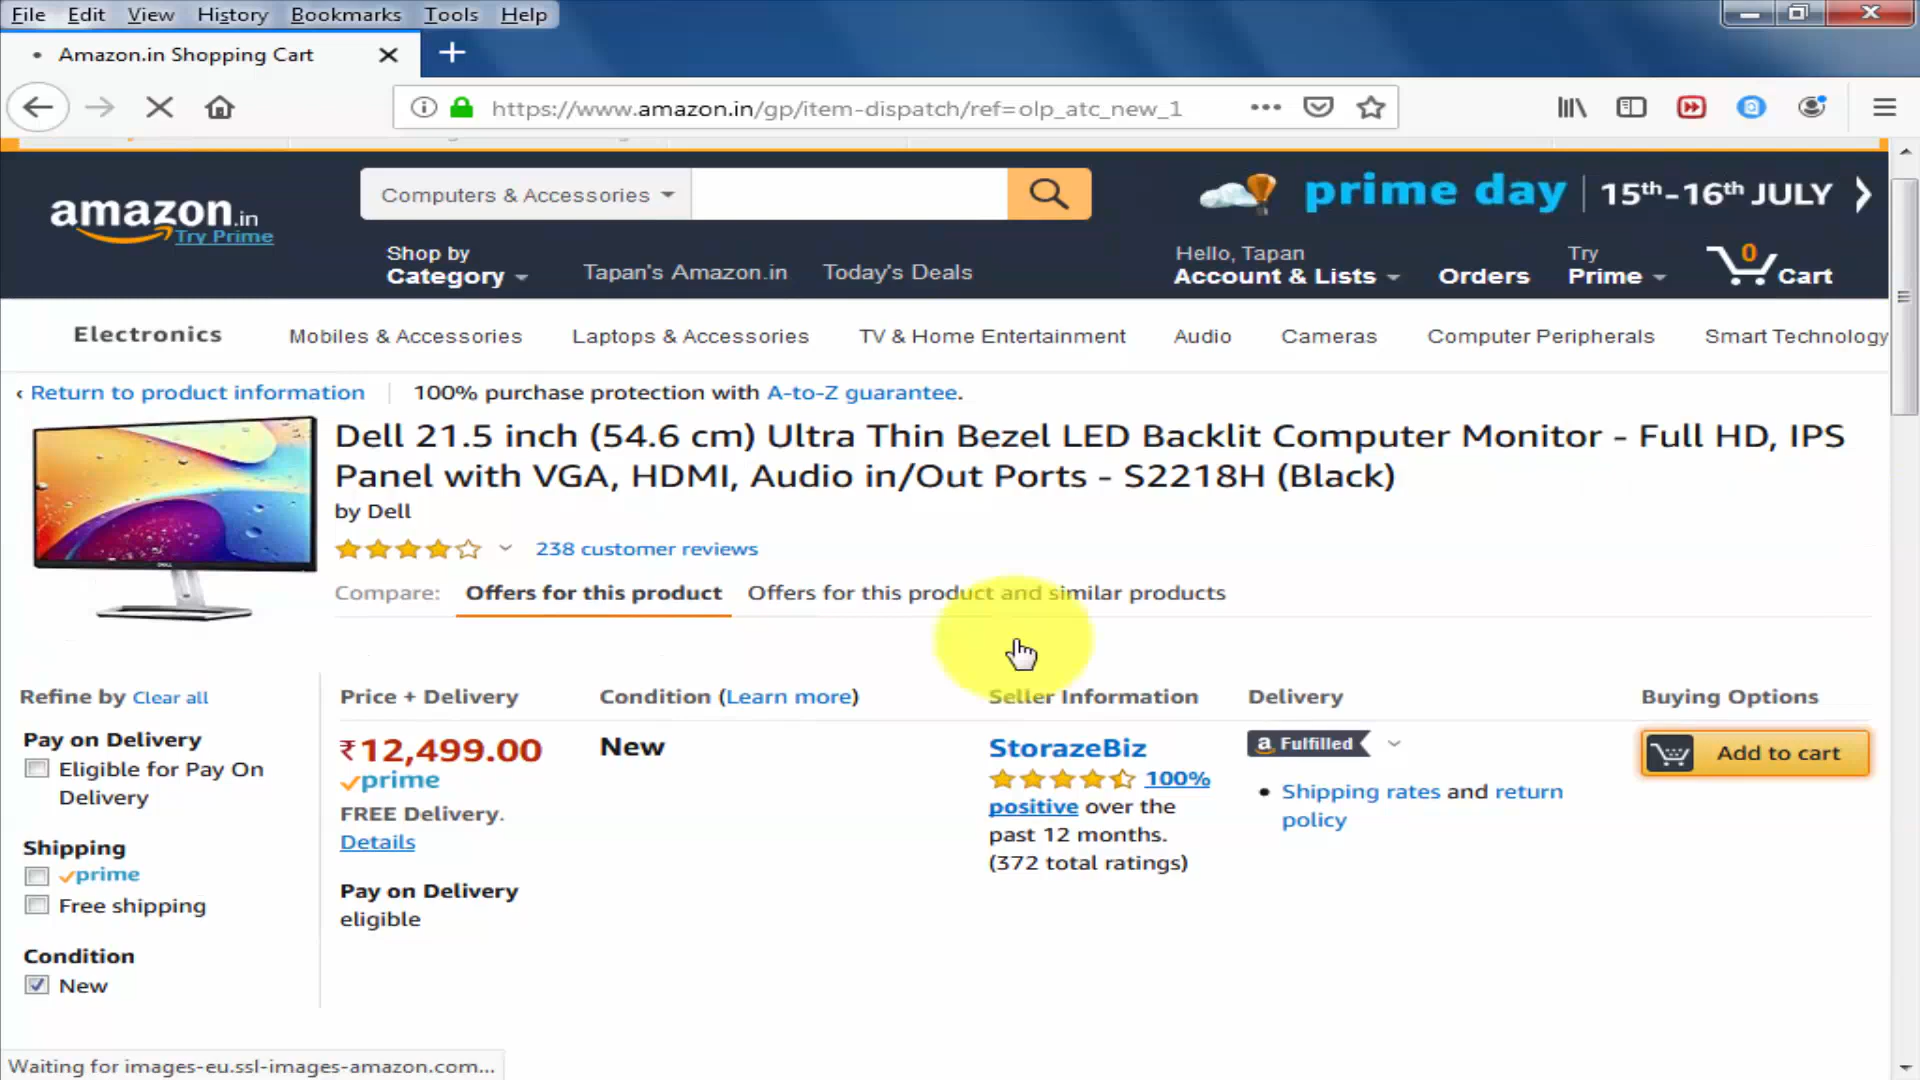 File Edit View History Bookmarks Tools Help
Amazon.in Shopping Cart
https://www.amazon.in/gp/item-dispatch/ref=olp_atc_new_1
amazon.in
Try Prime
Computers & Accessories
prime day | 15th-16th JULY
Shop by
Category
Tapan's Amazon.in Today's Deals
Hello, Tapan
Account & Lists
Orders
Try
Prime
0
Cart
Electronics Mobiles & Accessories Laptops & Accessories TV & Home Entertainment Audio Cameras Computer Peripherals Smart Technology
‹ Return to product information 100% purchase protection with A-to-Z guarantee.
Dell 21.5 inch (54.6 cm) Ultra Thin Bezel LED Backlit Computer Monitor - Full HD, IPS
Panel with VGA, HDMI, Audio in/Out Ports - S2218H (Black)
by Dell
238 customer reviews
Compare: Offers for this product Offers for this product and similar products
Refine by Clear all
Pay on Delivery
Eligible for Pay On
Delivery
Shipping
prime
Free shipping
Condition
New
Price + Delivery
₹12,499.00
prime
FREE Delivery.
Details
Pay on Delivery
eligible
Condition (Learn more)
New
Seller Information
StorazeBiz
100%
positive over the
past 12 months.
(372 total ratings)
Delivery
a Fulfilled
• Shipping rates and return
policy
Buying Options
Add to cart
Waiting for images-eu.ssl-images-amazon.com...